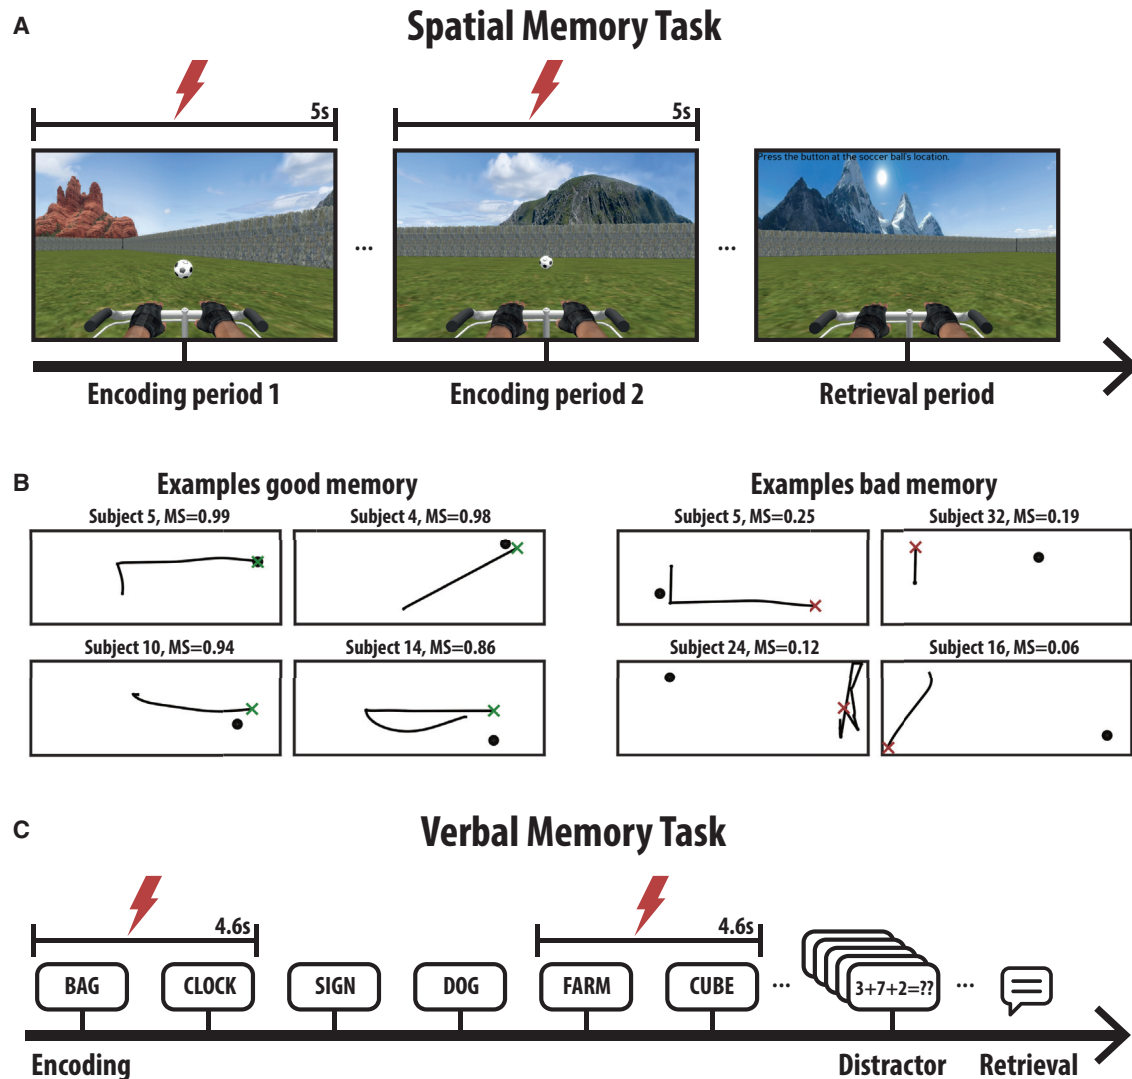 A
Spatial Memory Task
5s
5s
Press the button at the soccer ball's location.
...
...
Encoding period 1
Encoding period 2
Retrieval period
B
Examples good memory
Examples bad memory
Subject 5, MS=0.99
Subject 4, MS=0.98
Subject 5, MS=0.25
Subject 32, MS=0.19
Subject 10, MS=0.94
Subject 14, MS=0.86
Subject 24, MS=0.12
Subject 16, MS=0.06
C
Verbal Memory Task
4.6s
4.6s
BAG
CLOCK
SIGN
DOG
FARM
CUBE
...
3+7+2=??
...
Encoding
Distractor
Retrieval